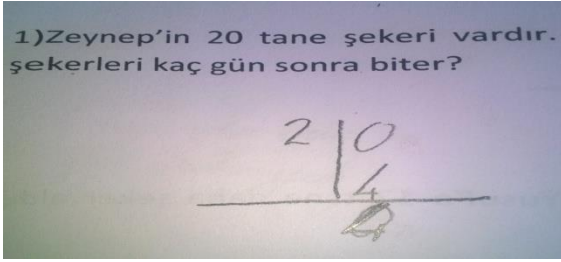 1)Zeynep’in 20 tane şekeri vardır.
şekerleri kaç gün sonra biter?
2 0
4